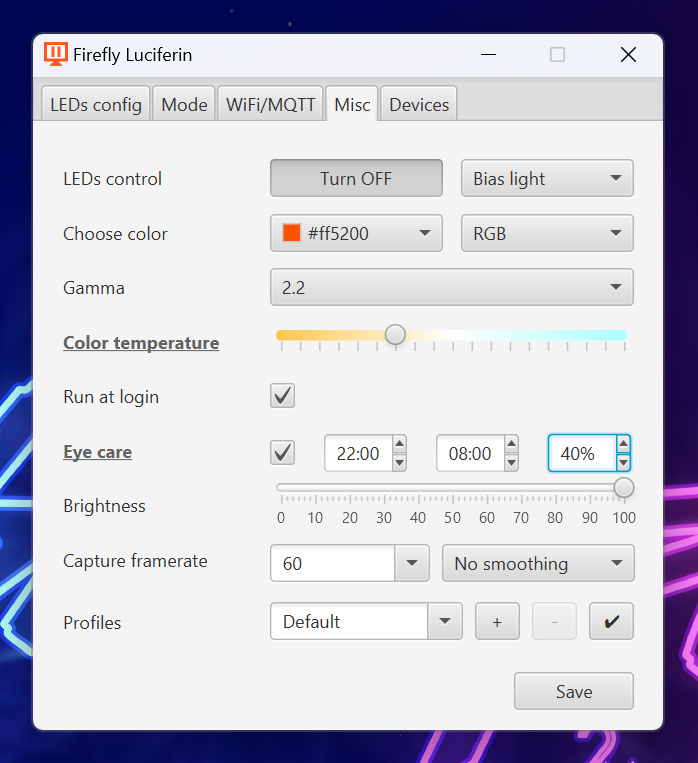 Firefly Luciferin
LEDs config Mode WiFi/MQTT Misc Devices
LEDs control Turn OFF Bias light
Choose color #ff5200 RGB
Gamma 2.2
Color temperature
Run at login
Eye care 22:00 08:00 40%
Brightness
0 10 20 30 40 50 60 70 80 90 100
Capture framerate 60 No smoothing
Profiles Default + -
Save